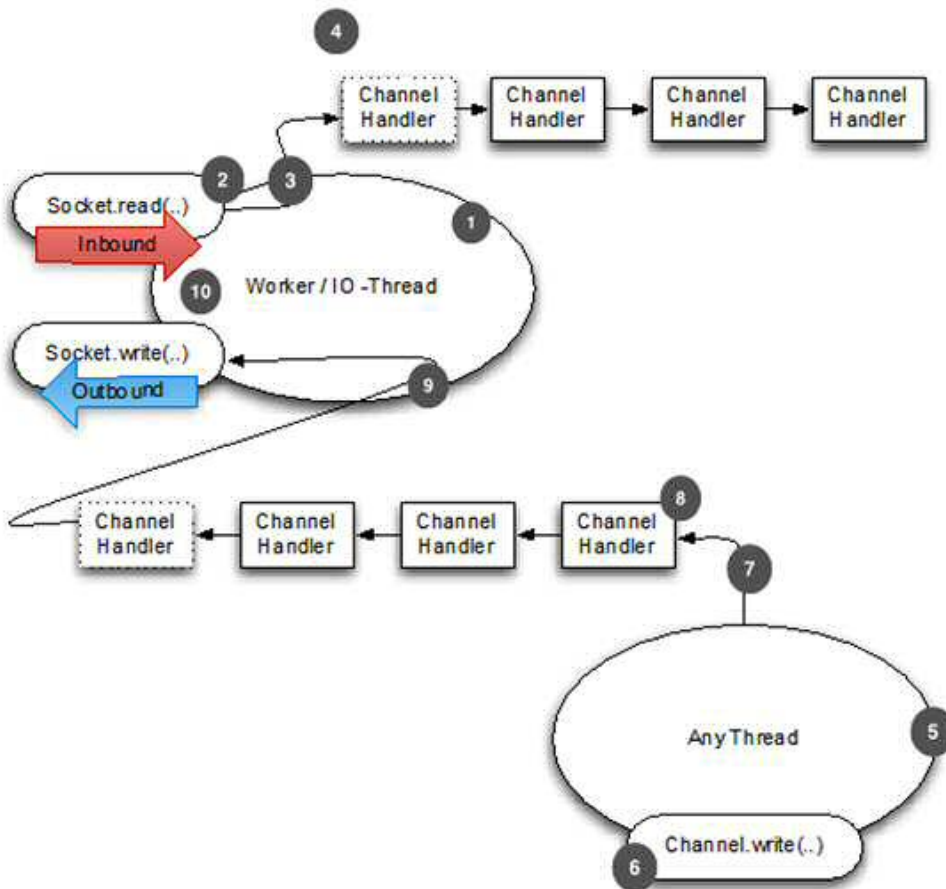 4
Channel
Handler
Channel
Handler
Channel
Handler
Channel
Handler
2
3
Socket.read(..)
1
Inbound
10
Worker / IO -Thread
Socket.write(..)
9
Outbound
8
Channel
Handler
Channel
Handler
Channel
Handler
Channel
Handler
7
5
Any Thread
Channel.write(..)
6